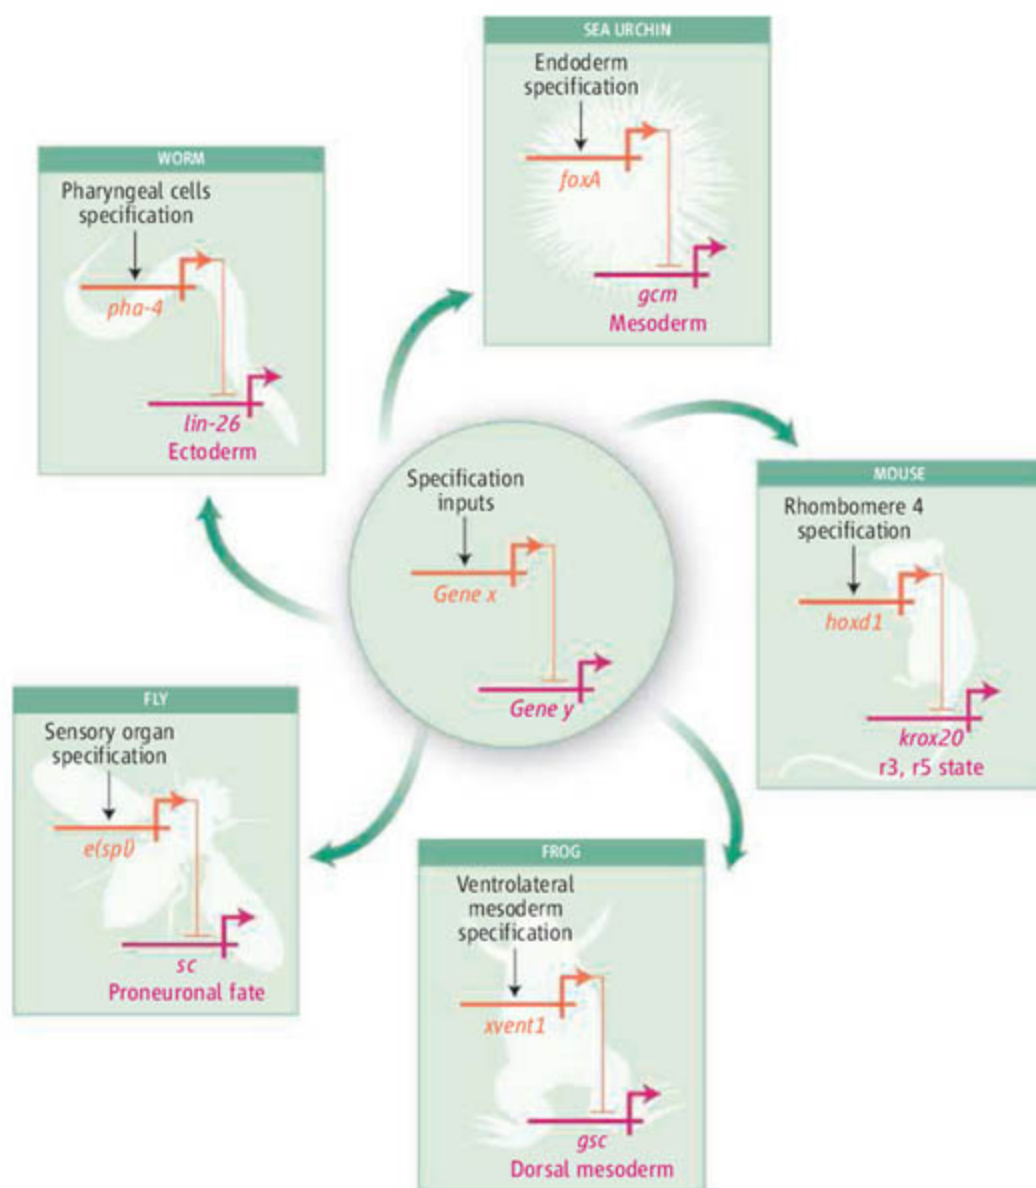 SEA URCHIN
Endoderm
specification
foxA
gcm
Mesoderm
WORM
Pharyngeal cells
specification
pha-4
lin-26
Ectoderm
Specification
inputs
Gene x
Gene y
MOUSE
Rhombomere 4
specification
hoxd1
krox20
r3, r5 state
FLY
Sensory organ
specification
e(spl)
sc
Proneuronal fate
FROG
Ventrolateral
mesoderm
specification
xvent1
gsc
Dorsal mesoderm